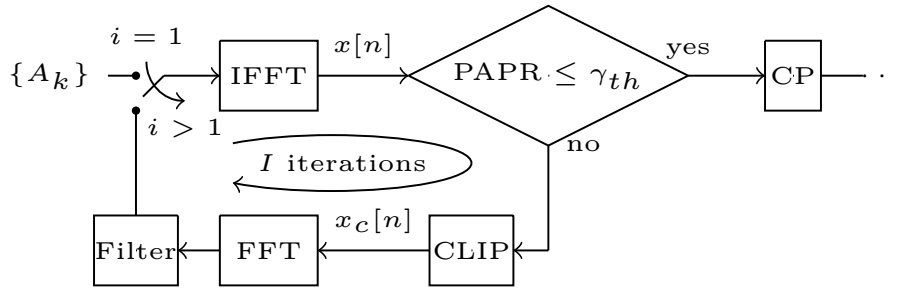 i = 1
{A_k}
IFFT
x[n]
PAPR ≤ γ_th
yes
CP
i > 1
I iterations
no
Filter
FFT
x_c[n]
CLIP